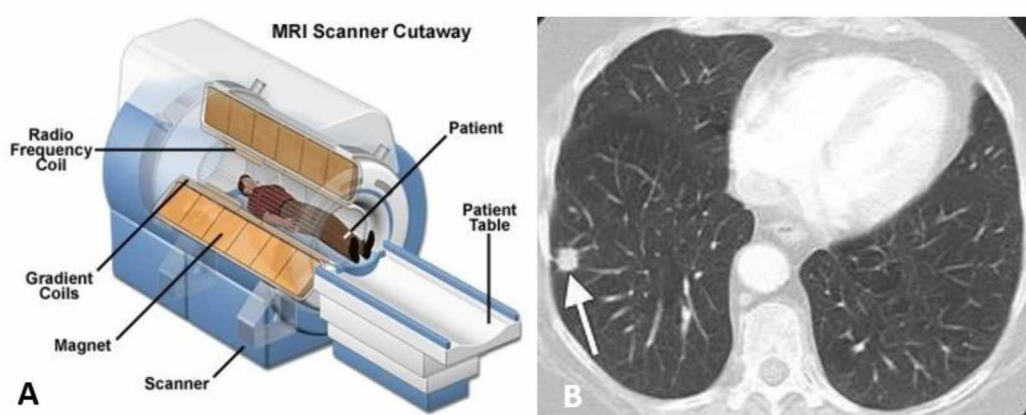 MRI Scanner Cutaway
Radio
Frequency
Coil
Patient
Patient
Table
Gradient
Coils
Magnet
Scanner
A
B